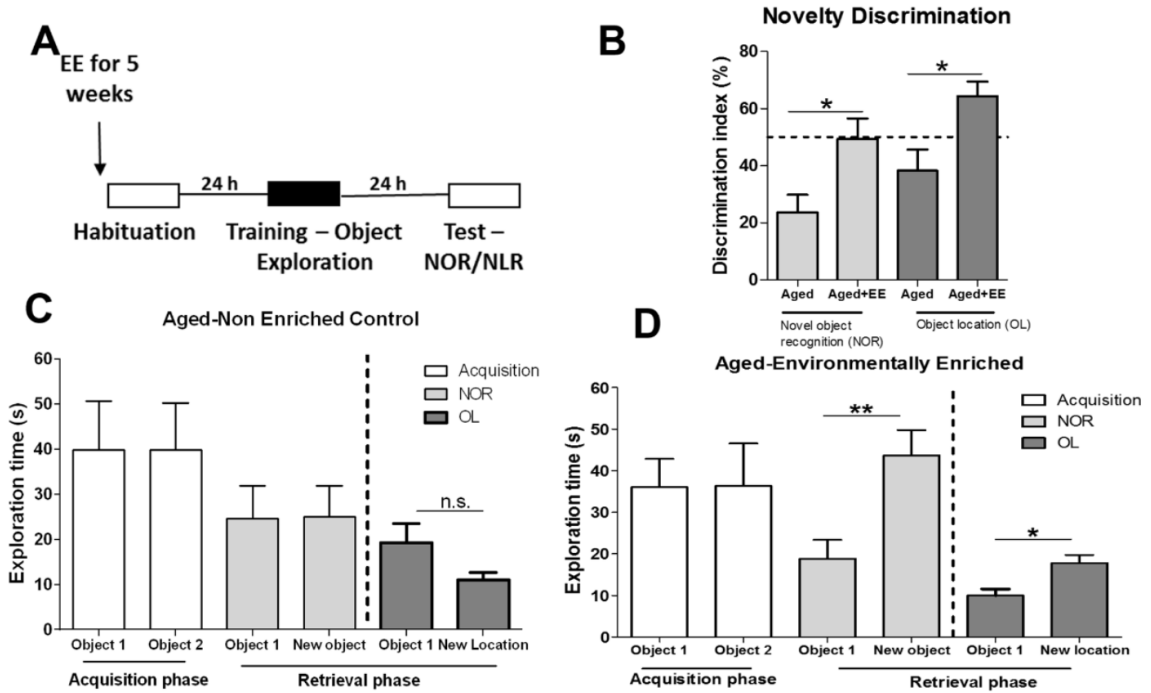 A
EE for 5
weeks
24 h
24 h
Habituation
Training – Object
Exploration
Test –
NOR/NLR
B
Novelty Discrimination
Discrimination index (%)
80
60
40
20
0
*
*
Aged
Aged+EE
Aged
Aged+EE
Novel object
recognition (NOR)
Object location (OL)
C
Aged-Non Enriched Control
Exploration time (s)
60
50
40
30
20
10
0
Acquisition
NOR
OL
n.s.
Object 1
Object 2
Object 1
New object
Object 1
New Location
Acquisition phase
Retrieval phase
D
Aged-Environmentally Enriched
Exploration time (s)
60
50
40
30
20
10
0
Acquisition
NOR
OL
**
*
Object 1
Object 2
Object 1
New object
Object 1
New location
Acquisition phase
Retrieval phase